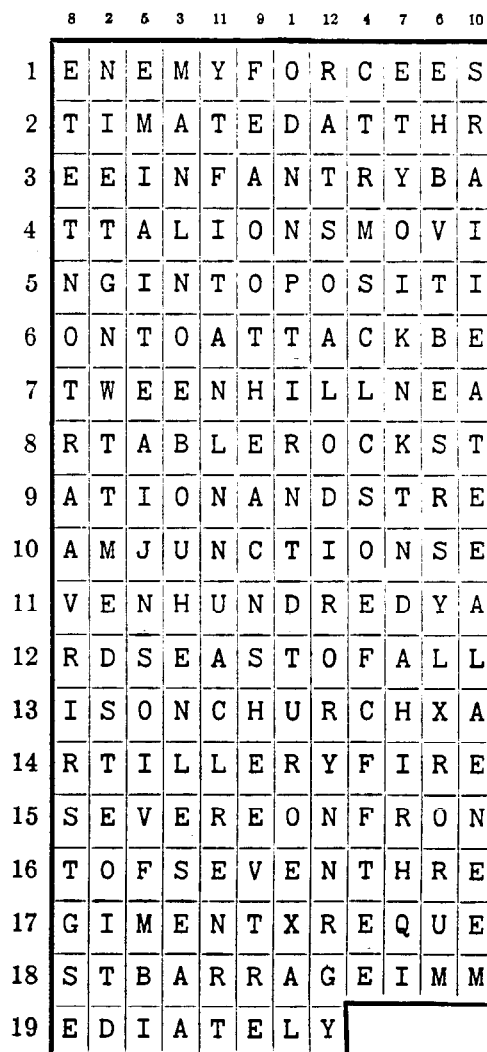 8 2 5 3 11 9 1 12 4 7 6 10
1 E N E M Y F O R C E E S
2 T I M A T E D A T T H R
3 E E I N F A N T R Y B A
4 T T A L I O N S M O V I
5 N G I N T O P O S I T I
6 O N T O A T T A C K B E
7 T W E E N H I L L N E A
8 R T A B L E R O C K S T
9 A T I O N A N D S T R E
10 A M J U N C T I O N S E
11 V E N H U N D R E D Y A
12 R D S E A S T O F A L L
13 I S O N C H U R C H X A
14 R T I L L E R Y F I R E
15 S E V E R E O N F R O N
16 T O F S E V E N T H R E
17 G I M E N T X R E Q U E
18 S T B A R R A G E I M M
19 E D I A T E L Y